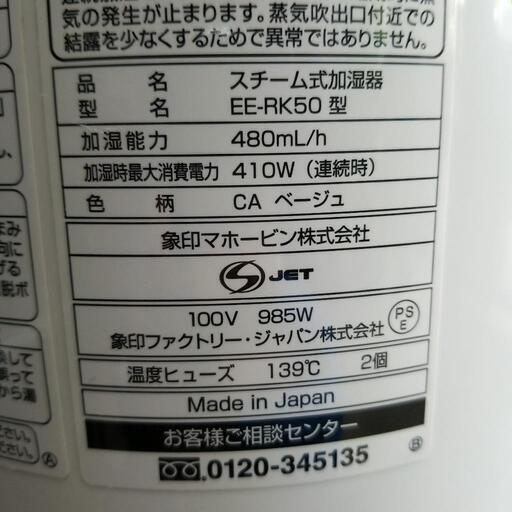 気の発生が止まります。蒸気吹出口付近での
結露を少なくするためで異常ではありません。
品名 スチーム式加湿器
型名 EE-RK50 型
加湿能力 480mL/h
加湿時最大消費電力 410W（連続時）
色柄 CA ベージュ
象印マホービン株式会社
S JET
100V 985W
PS
E
象印ファクトリー・ジャパン株式会社
温度ヒューズ 139℃ 2個
Made in Japan
お客様ご相談センター
0120-345135
Ⓐ
Ⓑ